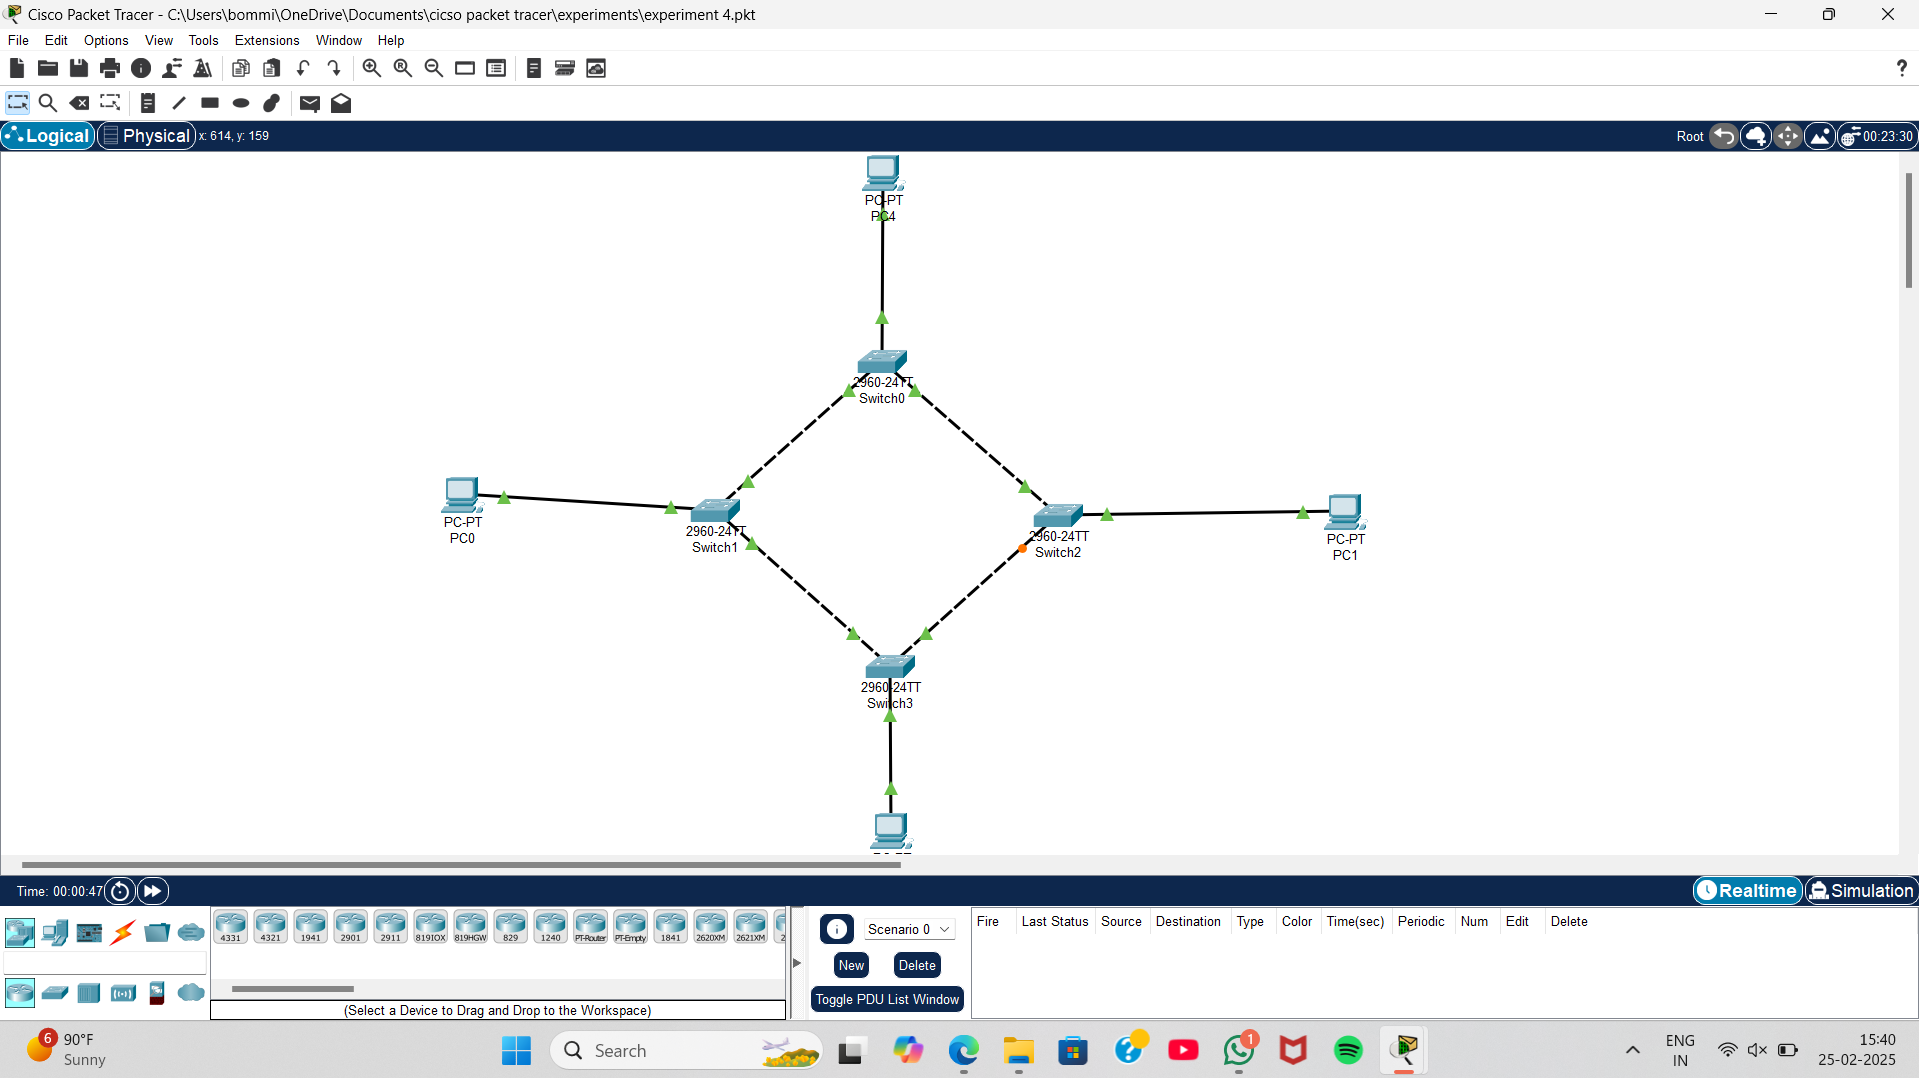 Cisco Packet Tracer - C:\Users\bommi\OneDrive\Documents\cicso packet tracer\experiments\experiment 4.pkt
File Edit Options View Tools Extensions Window Help
?
Logical Physical x: 614, y: 159 Root 00:23:30
PC-PT
PC4
2960-24TT
Switch0
PC-PT
PC0
2960-24TT
Switch1
2960-24TT
Switch2
PC-PT
PC1
2960-24TT
Switch3
Time: 00:00:47 Realtime Simulation
4331 4321 1941 2901 2911 819IOX 819HGW 829 1240 PT-Router PT-Empty 1841 2620XM 2621XM
(Select a Device to Drag and Drop to the Workspace)
Scenario 0
New Delete
Toggle PDU List Window
Fire Last Status Source Destination Type Color Time(sec) Periodic Num Edit Delete
6 90°F
Sunny
Search
1
ENG
IN
15:40
25-02-2025